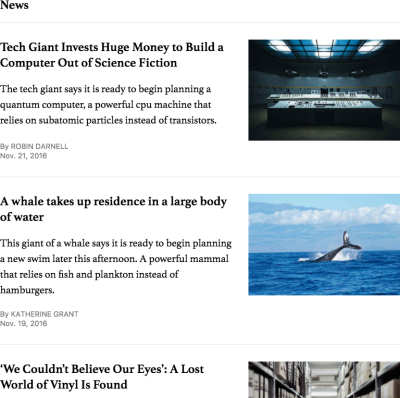 News
Tech Giant Invests Huge Money to Build a
Computer Out of Science Fiction
The tech giant says it is ready to begin planning a
quantum computer, a powerful cpu machine that
relies on subatomic particles instead of transistors.
By ROBIN DARNELL
Nov. 21, 2016
A whale takes up residence in a large body
of water
This giant of a whale says it is ready to begin planning
a new swim later this afternoon. A powerful mammal
that relies on fish and plankton instead of
hamburgers.
By KATHERINE GRANT
Nov. 19, 2016
‘We Couldn’t Believe Our Eyes’: A Lost
World of Vinyl Is Found